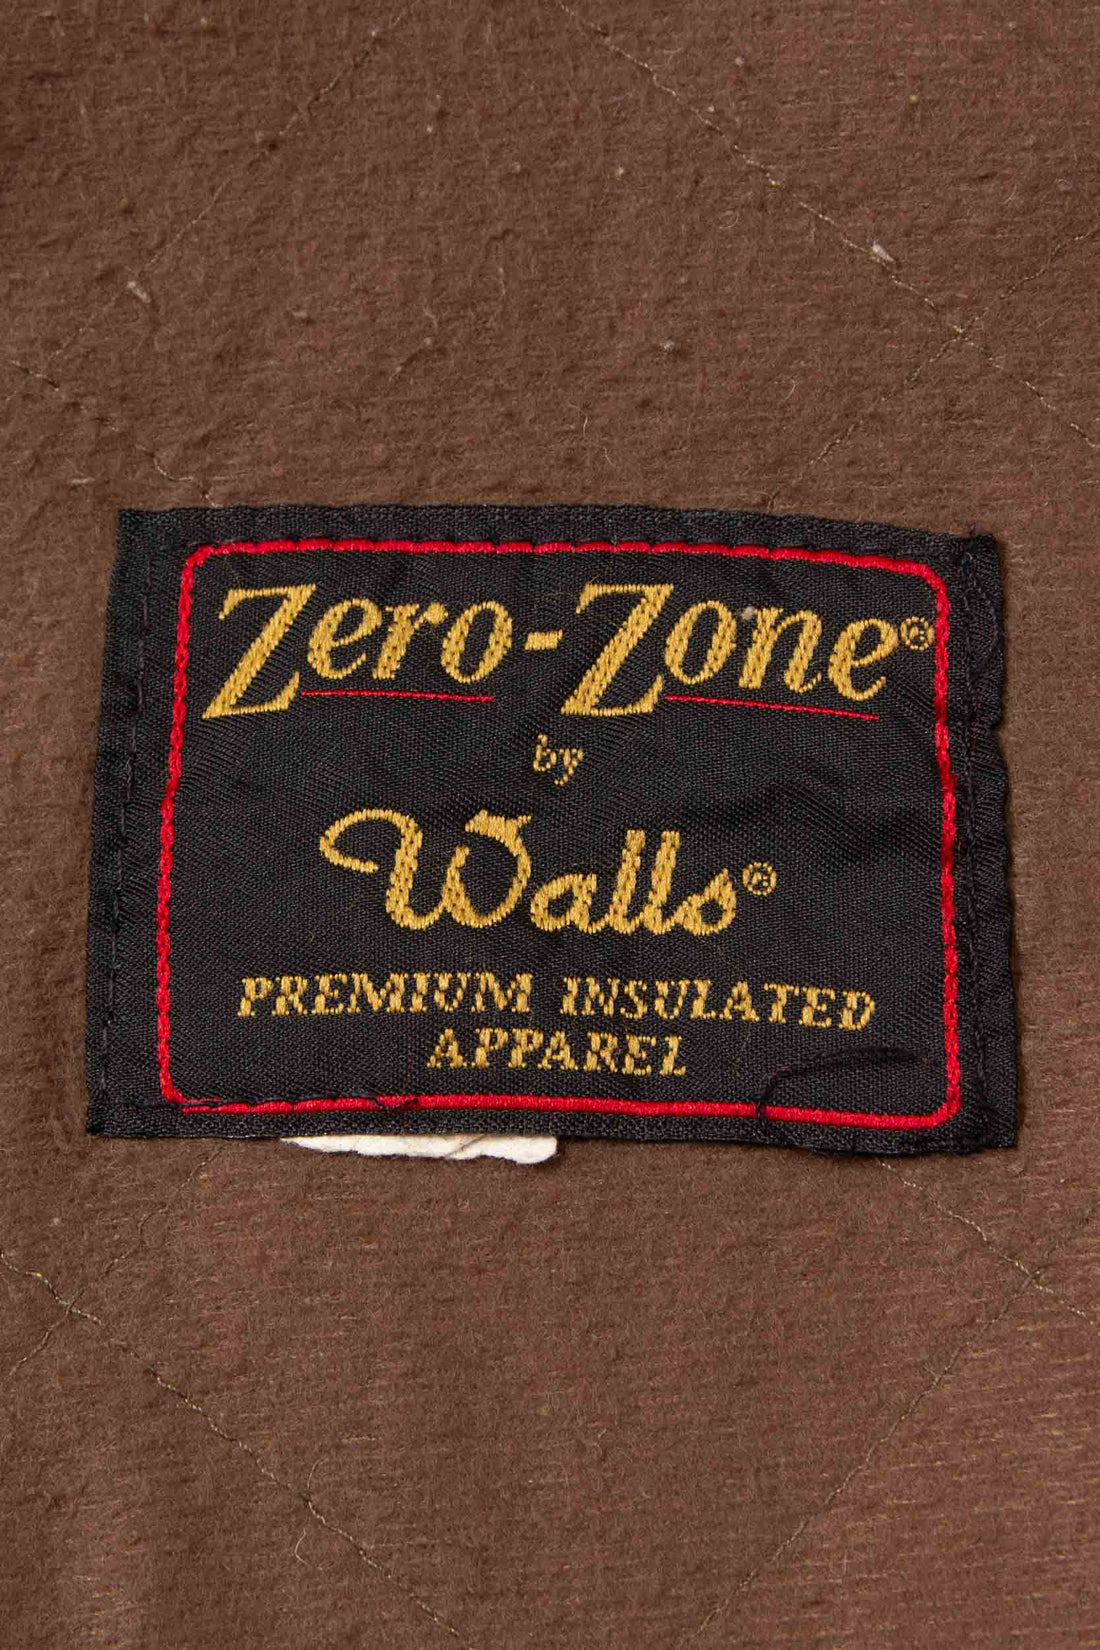 Zero-Zone®
by
Walls®
PREMIUM INSULATED
APPAREL